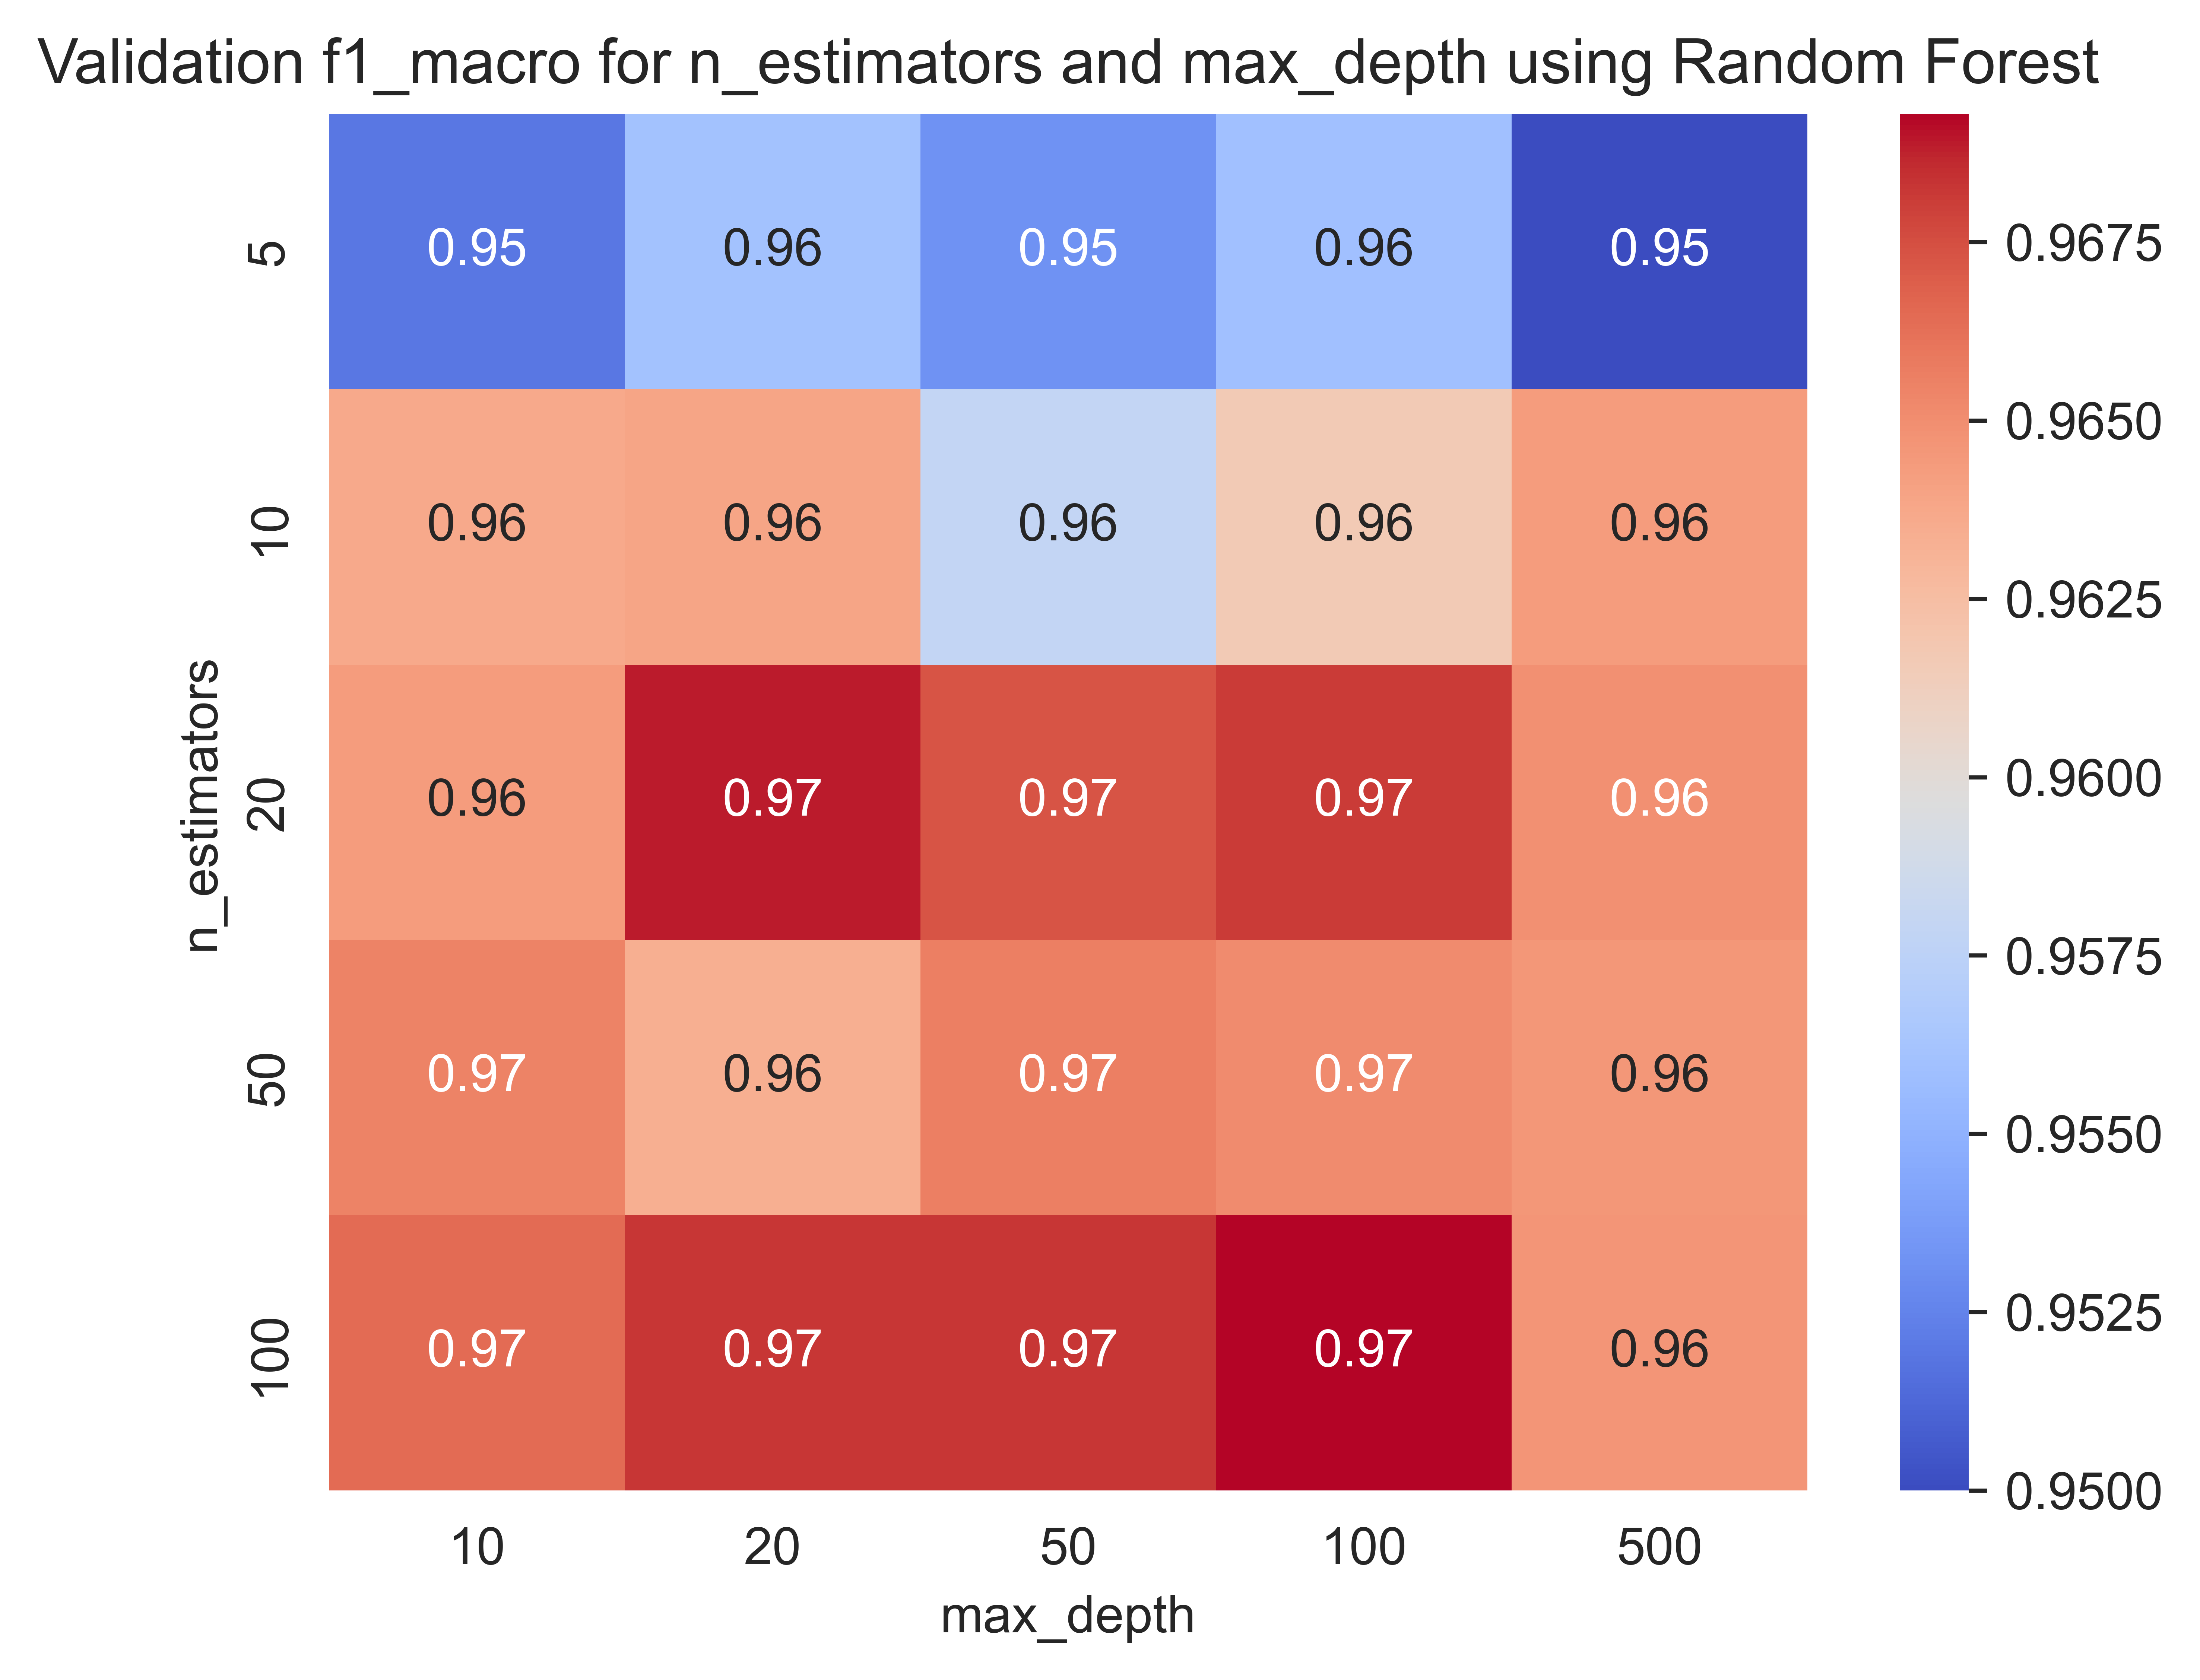 Validation f1_macro for n_estimators and max_depth using Random Forest
n_estimators
5
0.95 0.96 0.95 0.96 0.95
10
0.96 0.96 0.96 0.96 0.96
20
0.96 0.97 0.97 0.97 0.96
50
0.97 0.96 0.97 0.97 0.96
100
0.97 0.97 0.97 0.97 0.96
10 20 50 100 500
max_depth
0.9675
0.9650
0.9625
0.9600
0.9575
0.9550
0.9525
0.9500